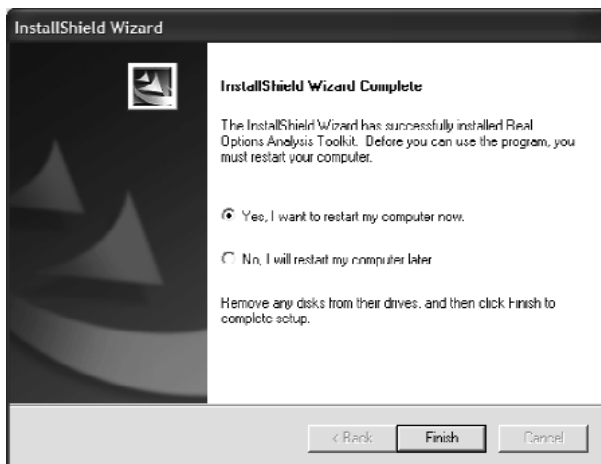 InstallShield Wizard
InstallShield Wizard Complete
The InstallShield Wizard has successfully installed Real
Options Analysis Toolkit. Before you can use the program, you
must restart your computer.
Yes, I want to restart my computer now.
No, I will restart my computer later.
Remove any disks from their drives, and then click Finish to
complete setup.
< Back Finish Cancel